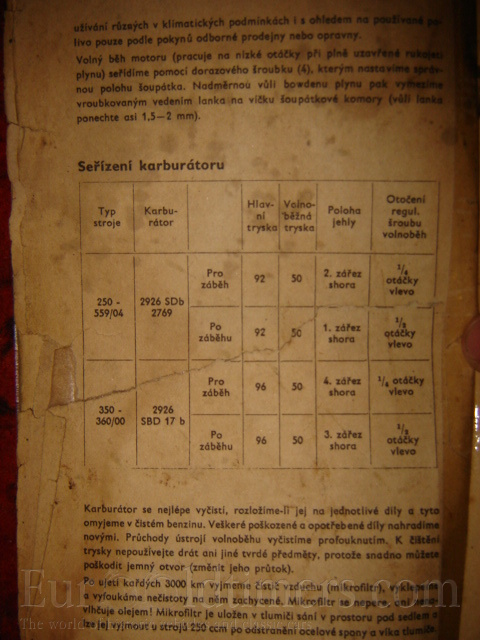 užívání různých v klimatických podmínkách i s ohledem na používané pa-
livo pouze podle pokynů odborné prodejny nebo opravny.
Volný běh motoru (pracuje na nízké otáčky při plně uzavřené rukojeti
plynu) seřídíme pomocí dorazového šroubku (4), kterým nastavíme správ-
nou polohu šoupátka. Nadměrnou vůli bowdenu plynu pak vymezíme
vroubkovaným vedením lanka na víčku šoupátkové komory (vůli lanka
ponechte asi 1,5—2 mm).
Seřízení karburátoru
Typ stroje Karbu- rátor Hlav- ní tryska Volno- běžná tryska Poloha jehly Otočení regul. šroubu volnoběh
250 - 559/04 2926 SDb 2769 Pro záběh 92 50 2. zářez shora otáčky vlevo
Po záběhu 92 50 1. zářez shora otáčky vlevo
350 - 360/00 2926 SBD 17 b Pro záběh 96 50 4. zářez shora otáčky vlevo
Po záběhu 96 50 3. zářez shora otáčky vlevo
Karburátor se nejlépe vyčistí, rozložíme-li jej na jednotlivé díly a tyto
omyjeme v čistém benzinu. Veškeré poškozené a opotřebené díly nahradíme
novými. Průchody ústrojí volnoběhu vyčistíme profouknutím. K čištění
trysky nepoužívejte drát ani jiné tvrdé předměty, protože snadno můžete
poškodit jemný otvor (změnit jeho průtok).
Po ujetí každých 3000 km vyjmeme čistič vzduchu (mikrofiltr), vyklepeme
a vyfoukáme nečistoty na něm zachycené. Mikrofiltr se nepere, ani
vlhčuje olejem! Mikrofiltr je uložen v tlumiči sání v prostoru pod sedlem a
lze jej vyjmout u strojů 250 ccm po odstranění ocelové spony a víka tlumiče